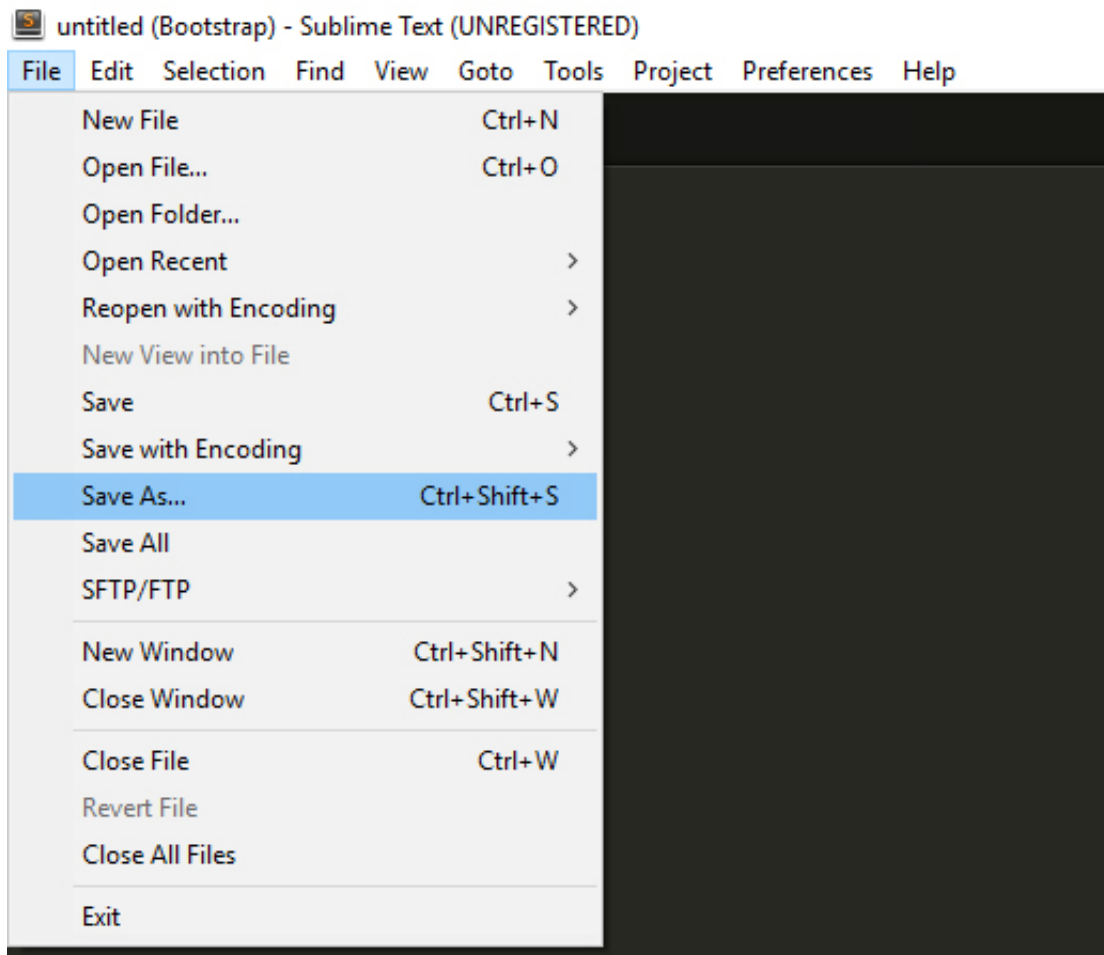 untitled (Bootstrap) - Sublime Text (UNREGISTERED)
File Edit Selection Find View Goto Tools Project Preferences Help
New File Ctrl+N
Open File... Ctrl+O
Open Folder...
Open Recent
Reopen with Encoding
New View into File
Save Ctrl+S
Save with Encoding
Save As... Ctrl+Shift+S
Save All
SFTP/FTP
New Window Ctrl+Shift+N
Close Window Ctrl+Shift+W
Close File Ctrl+W
Revert File
Close All Files
Exit